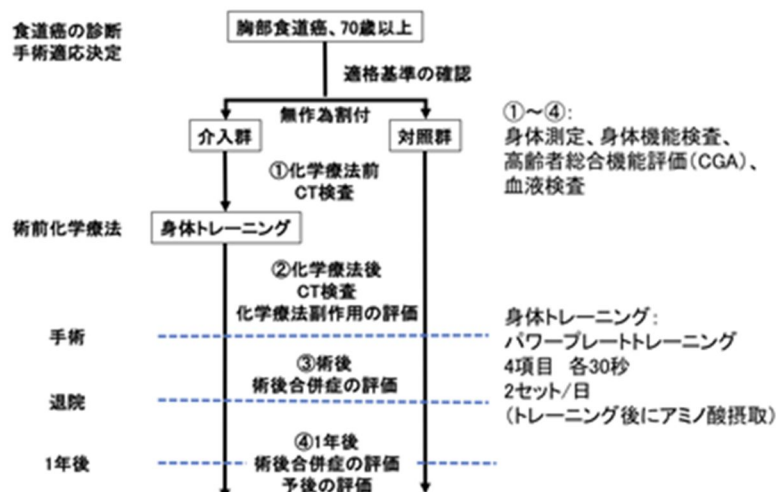 食道癌の診断
手術適応決定
胸部食道癌、70歳以上
適格基準の確認
無作為割付
介入群
対照群
①～④：
身体測定、身体機能検査、
高齢者総合機能評価(CGA)、
血液検査
①化学療法前
CT検査
術前化学療法
身体トレーニング
②化学療法後
CT検査
化学療法副作用の評価
手術
身体トレーニング：
パワープレートトレーニング
4項目 各30秒
2セット/日
(トレーニング後にアミノ酸摂取)
③術後
術後合併症の評価
退院
④1年後
術後合併症の評価
予後の評価
1年後